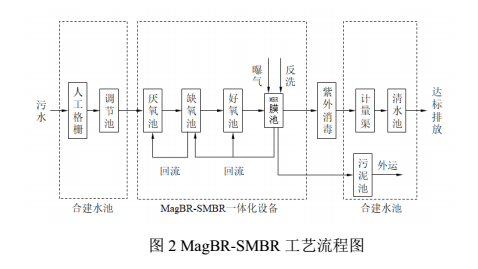 污水
人工格栅
调节池
厌氧池
缺氧池
好氧池
曝气
反洗
膜池
紫外消毒
计量渠
清水池
达标排放
回流
回流
污泥池
外运
合建水池
MagBR-SMBR一体化设备
合建水池
图 2 MagBR-SMBR 工艺流程图